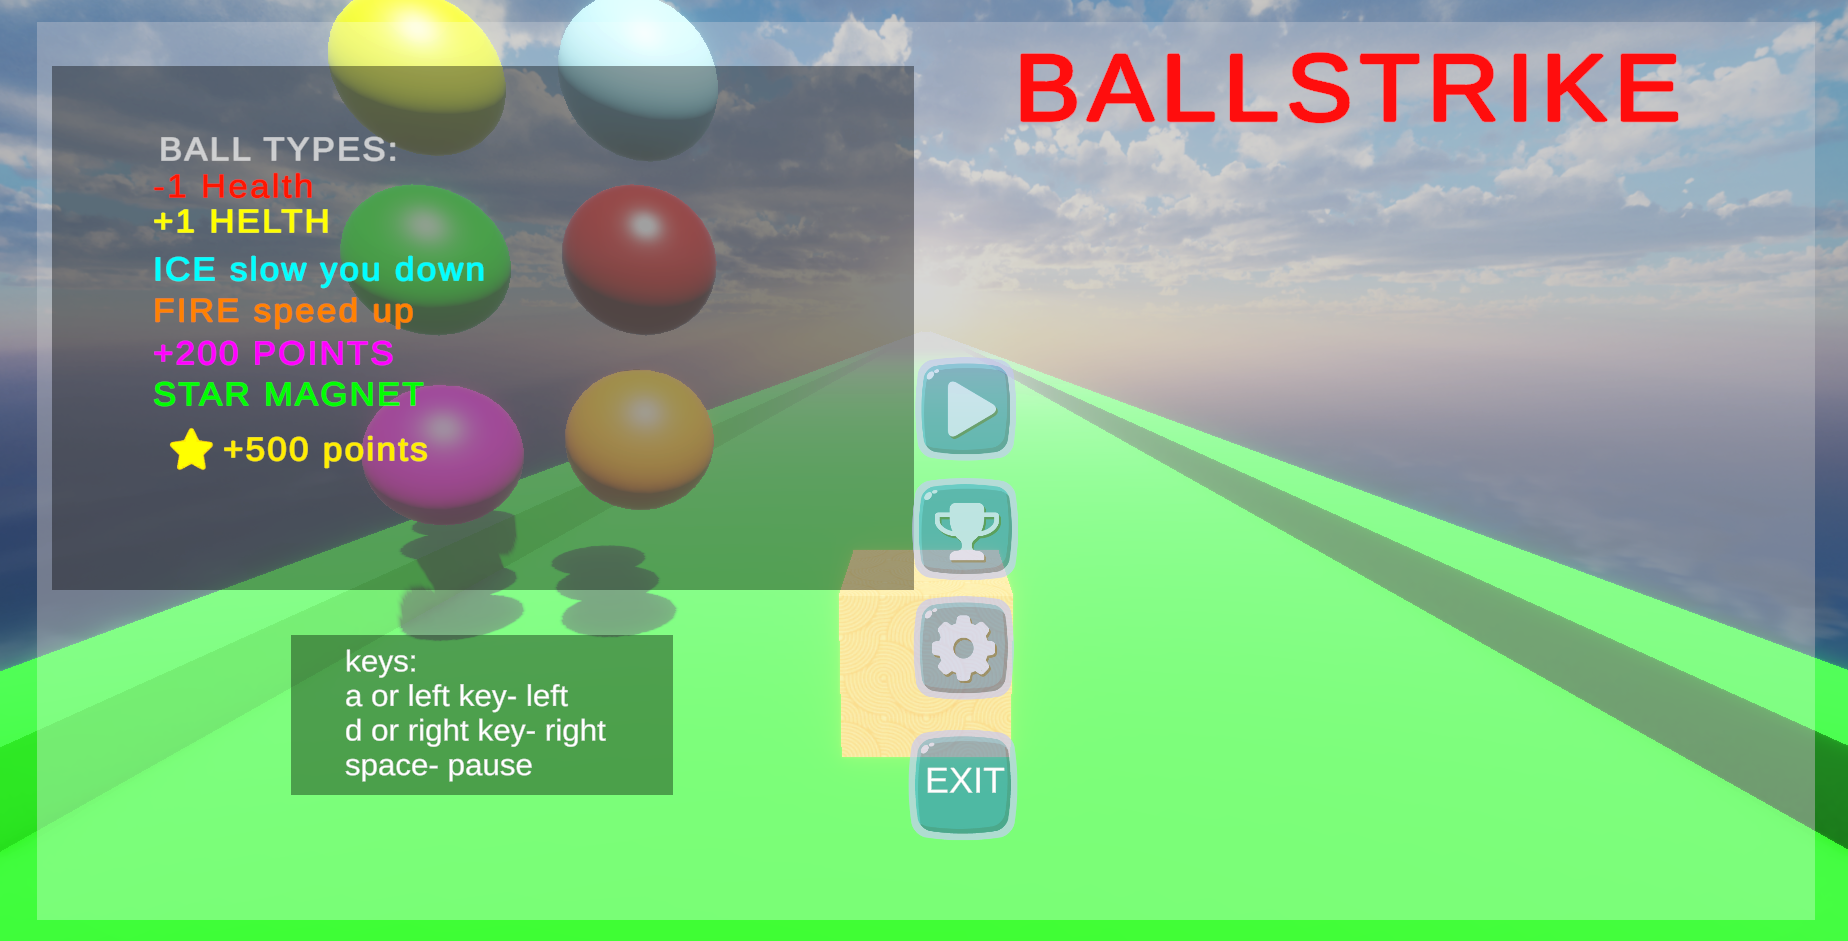 BALLSTRIKE
BALL TYPES:
-1 Health
+1 HELTH
ICE slow you down
FIRE speed up
+200 POINTS
STAR MAGNET
+500 points
keys:
a or left key- left
d or right key- right
space- pause
EXIT